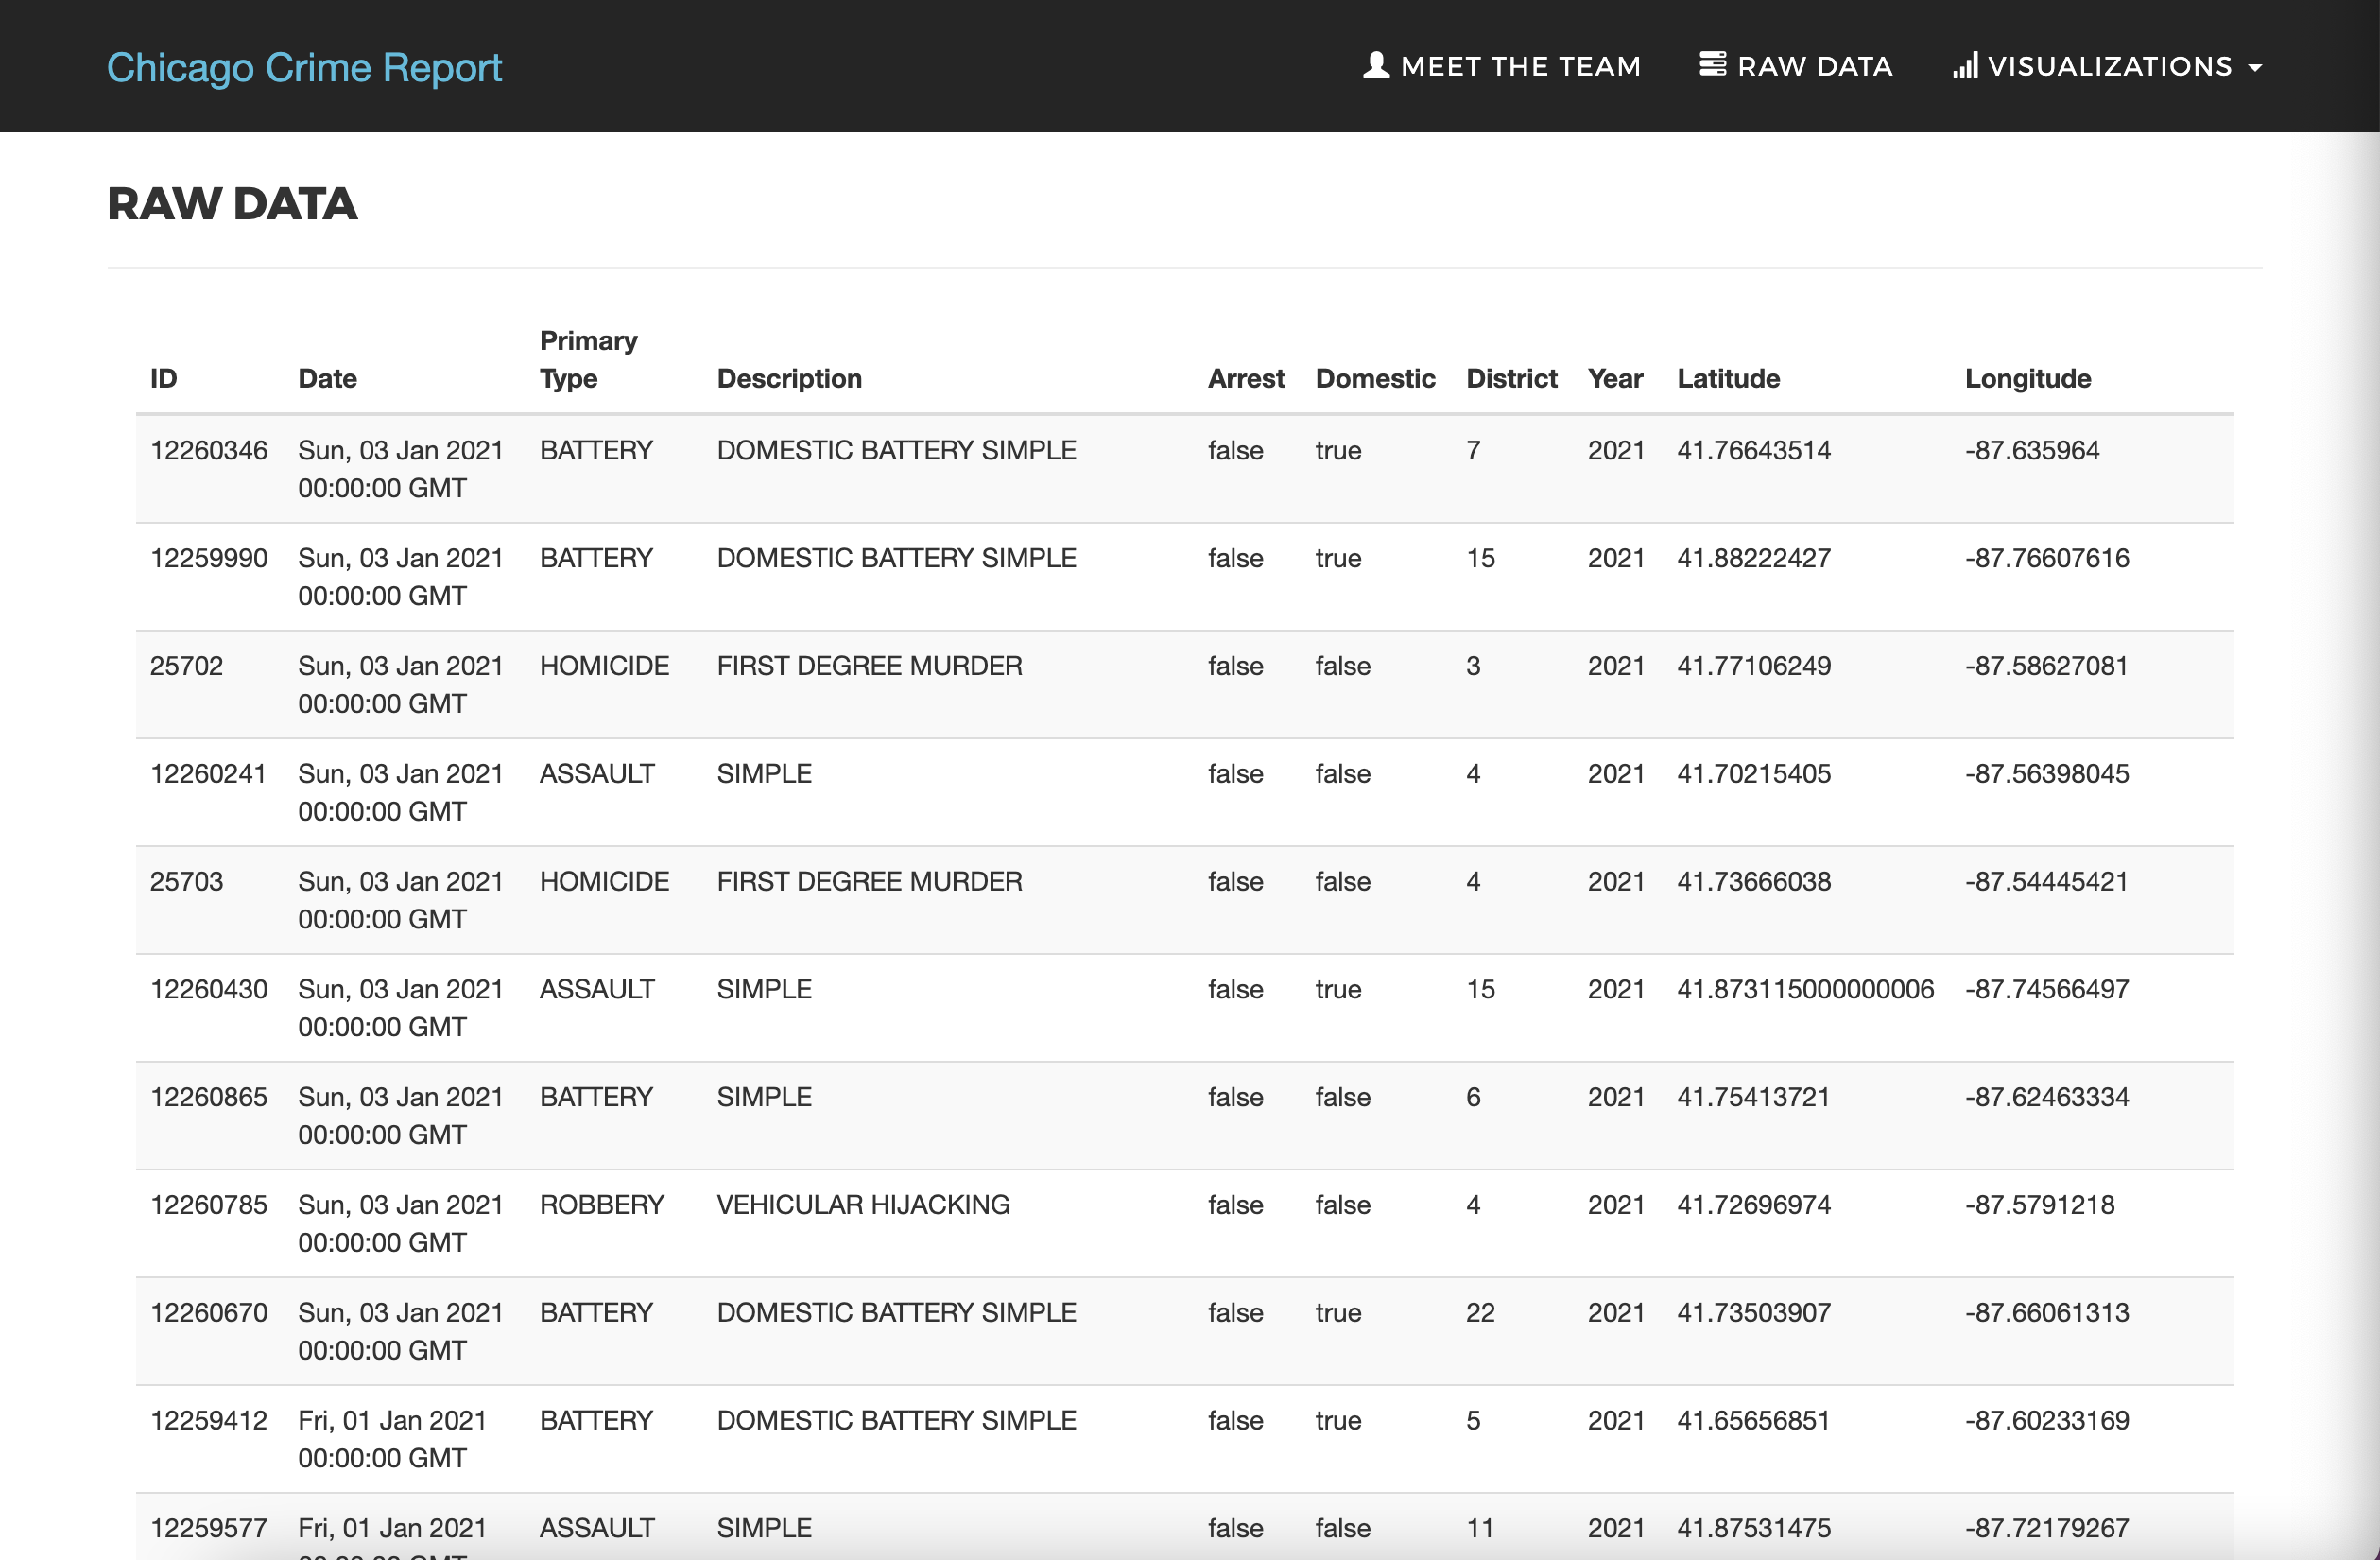 Chicago Crime Report MEET THE TEAM RAW DATA VISUALIZATIONS
RAW DATA
Primary
ID Date Type Description Arrest Domestic District Year Latitude Longitude
12260346 Sun, 03 Jan 2021 BATTERY DOMESTIC BATTERY SIMPLE false true 7 2021 41.76643514 -87.635964
00:00:00 GMT
12259990 Sun, 03 Jan 2021 BATTERY DOMESTIC BATTERY SIMPLE false true 15 2021 41.88222427 -87.76607616
00:00:00 GMT
25702 Sun, 03 Jan 2021 HOMICIDE FIRST DEGREE MURDER false false 3 2021 41.77106249 -87.58627081
00:00:00 GMT
12260241 Sun, 03 Jan 2021 ASSAULT SIMPLE false false 4 2021 41.70215405 -87.56398045
00:00:00 GMT
25703 Sun, 03 Jan 2021 HOMICIDE FIRST DEGREE MURDER false false 4 2021 41.73666038 -87.54445421
00:00:00 GMT
12260430 Sun, 03 Jan 2021 ASSAULT SIMPLE false true 15 2021 41.873115000000006 -87.74566497
00:00:00 GMT
12260865 Sun, 03 Jan 2021 BATTERY SIMPLE false false 6 2021 41.75413721 -87.62463334
00:00:00 GMT
12260785 Sun, 03 Jan 2021 ROBBERY VEHICULAR HIJACKING false false 4 2021 41.72696974 -87.5791218
00:00:00 GMT
12260670 Sun, 03 Jan 2021 BATTERY DOMESTIC BATTERY SIMPLE false true 22 2021 41.73503907 -87.66061313
00:00:00 GMT
12259412 Fri, 01 Jan 2021 BATTERY DOMESTIC BATTERY SIMPLE false true 5 2021 41.65656851 -87.60233169
00:00:00 GMT
12259577 Fri, 01 Jan 2021 ASSAULT SIMPLE false false 11 2021 41.87531475 -87.72179267